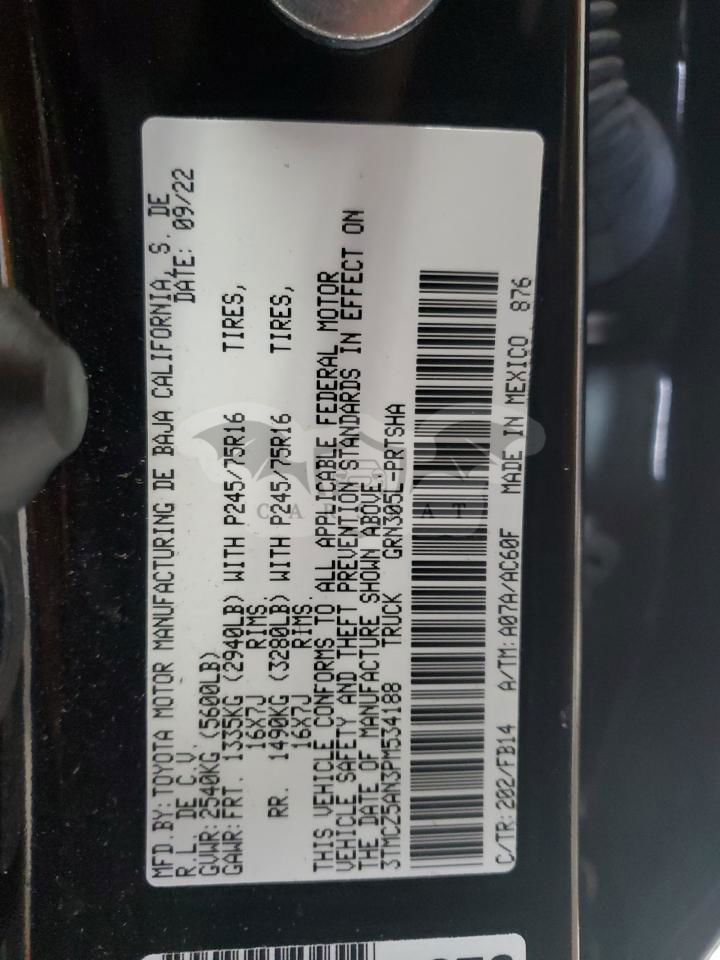 MFD.BY:TOYOTA MOTOR MANUFACTURING DE BAJA CALIFORNIA, S. DE
R.L. DE C.V. DATE: 09/22
GVWR:2540KG (5600LB)
GAWR:FRT. 1335KG (2940LB) WITH P245/75R16 TIRES,
16X7J RIMS
RR. 1490KG (3280LB) WITH P245/75R16 TIRES,
16X7J RIMS
THIS VEHICLE CONFORMS TO ALL APPLICABLE FEDERAL MOTOR
VEHICLE SAFETY AND THEFT PREVENTION STANDARDS IN EFFECT ON
THE DATE OF MANUFACTURE SHOWN ABOVE.
3TMCZ5AN3PM534188 TRUCK GRN305L-PRTSHA
C/TR:202/FB14 A/TM:A07A/AC60F MADE IN MEXICO 876